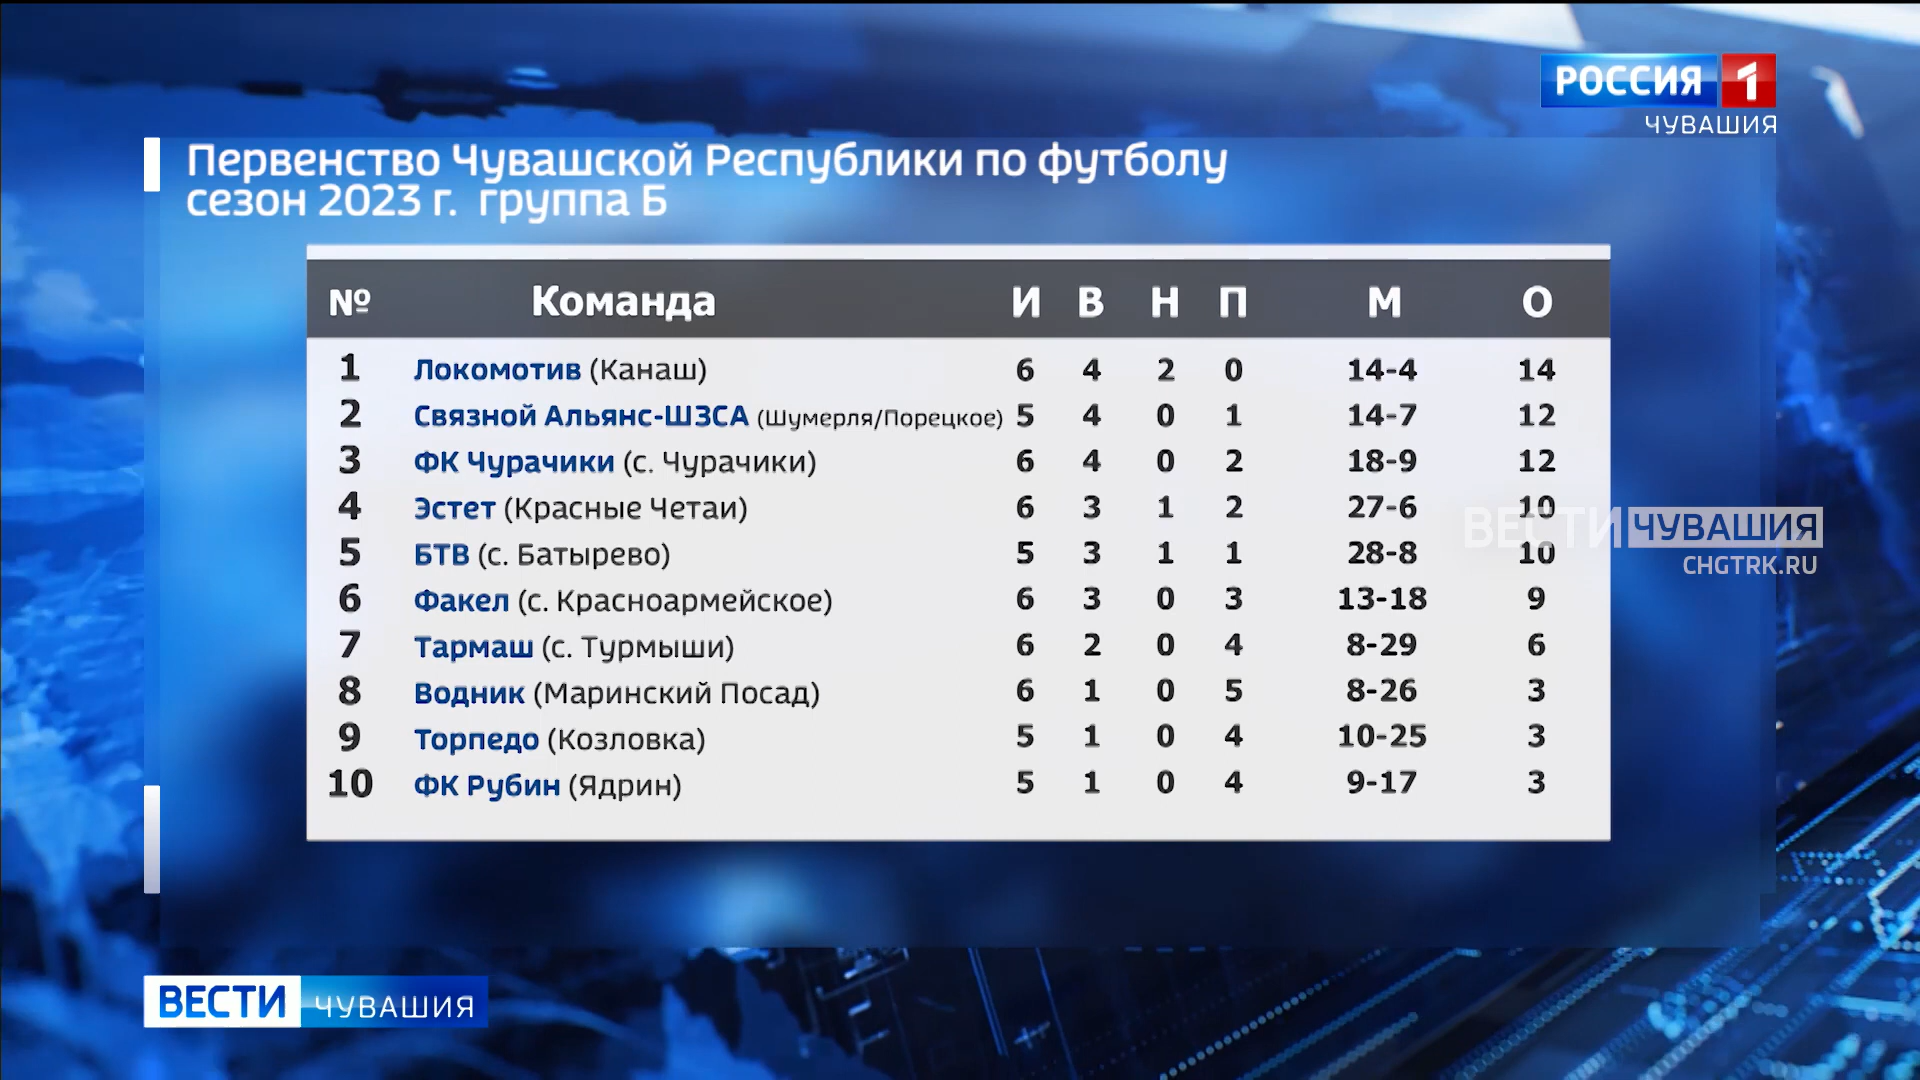 РОССИЯ 1
ЧУВАШИЯ
Первенство Чувашской Республики по футболу
сезон 2023 г. группа Б
№ Команда И В Н П М О
1 Локомотив (Канаш) 6 4 2 0 14-4 14
2 Связной Альянс-ШЗСА (Шумерля/Порецкое) 5 4 0 1 14-7 12
3 ФК Чурачики (с. Чурачики) 6 4 0 2 18-9 12
4 Эстет (Красные Четаи) 6 3 1 2 27-6 10
ВЕСТИ ЧУВАШИЯ
5 БТВ (с. Батырево) 5 3 1 1 28-8 10
CHGTRK.RU
6 Факел (с. Красноармейское) 6 3 0 3 13-18 9
7 Тармаш (с. Турмыши) 6 2 0 4 8-29 6
8 Водник (Маринский Посад) 6 1 0 5 8-26 3
9 Торпедо (Козловка) 5 1 0 4 10-25 3
10 ФК Рубин (Ядрин) 5 1 0 4 9-17 3
ВЕСТИ ЧУВАШИЯ